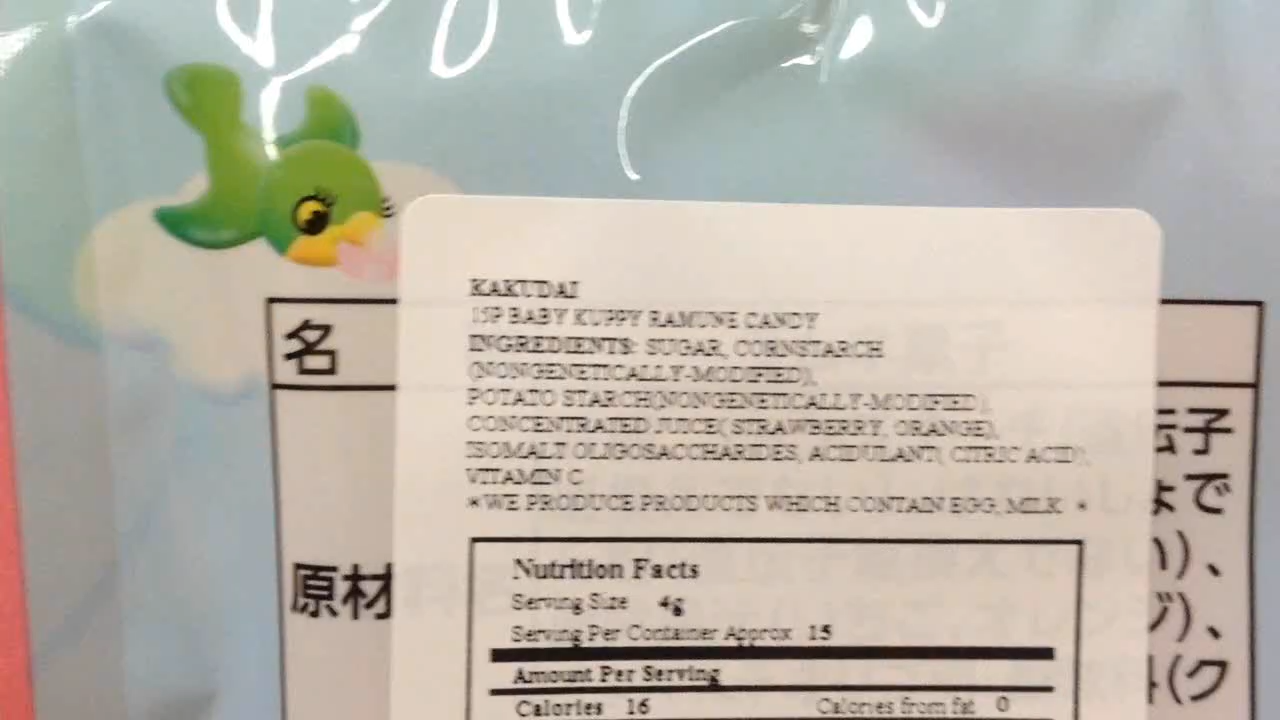 KAKUDAI
15P BABY KUPPY RAMUNE CANDY
INGREDIENTS: SUGAR, CORNSTARCH
(NONGENETICALLY-MODIFIED),
POTATO STARCH(NONGENETICALLY-MODIFIED),
CONCENTRATED JUICE( STRAWBERRY, ORANGE),
ISOMALT OLIGOSACCHARIDES, ACIDULANT( CITRIC ACID),
VITAMIN C
*WE PRODUCE PRODUCTS WHICH CONTAIN EGG, MILK *
Nutrition Facts
Serving Size 4g
Serving Per Container Approx 15
Amount Per Serving
Calories 16 Calories from fat 0
名
原材
子
で
い)、
ジ)、
(ク